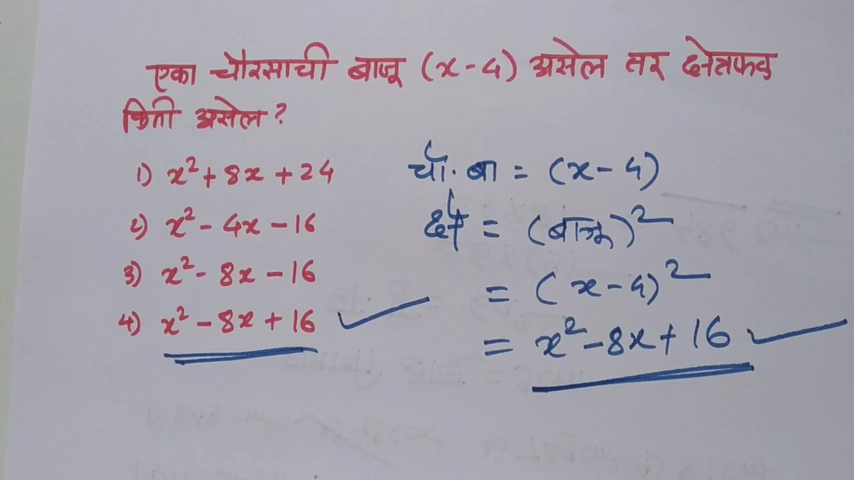 एका चौरसाची बाजू (x-4) असेल तर क्षेत्रफळ
किती असेल?
1) x²+8x+24
2) x²-4x-16
3) x²-8x-16
4) x²-8x+16
चौ. बा = (x-4)
क्षे = (बाजू)²
= (x-4)²
= x²-8x+16